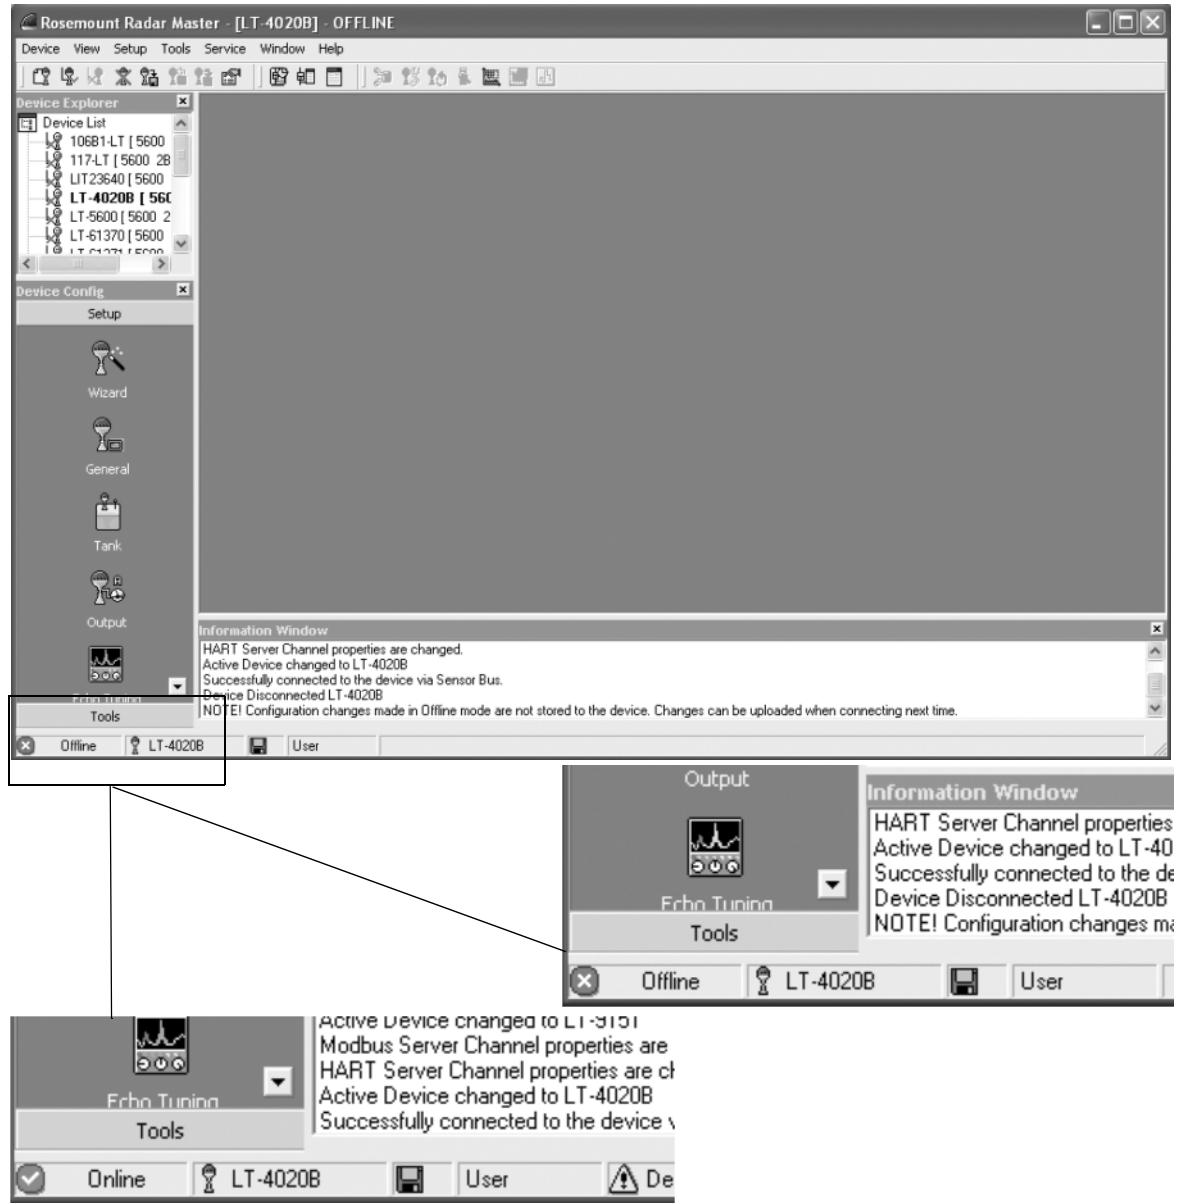 Rosemount Radar Master - [LT-4020B] - OFFLINE
Device View Setup Tools Service Window Help
Device Explorer
Device List
106B1-LT [ 5600
117-LT [ 5600 2B
LIT23640 [ 5600
LT-4020B [ 560
LT-5600 [ 5600 2
LT-61370 [ 5600
LT-61371 [ 5600
Device Config
Setup
Wizard
General
Tank
Output
Echo Tuning
Tools
Information Window
HART Server Channel properties are changed.
Active Device changed to LT-4020B
Successfully connected to the device via Sensor Bus.
Device Disconnected LT-4020B
NOTE! Configuration changes made in Offline mode are not stored to the device. Changes can be uploaded when connecting next time.
Offline LT-4020B User
Output
Echo Tuning
Tools
Information Window
HART Server Channel properties
Active Device changed to LT-40
Successfully connected to the de
Device Disconnected LT-4020B
NOTE! Configuration changes ma
Offline LT-4020B User
Echo Tuning
Tools
Active Device changed to LT-9151
Modbus Server Channel properties are
HART Server Channel properties are ch
Active Device changed to LT-4020B
Successfully connected to the device v
Online LT-4020B User De